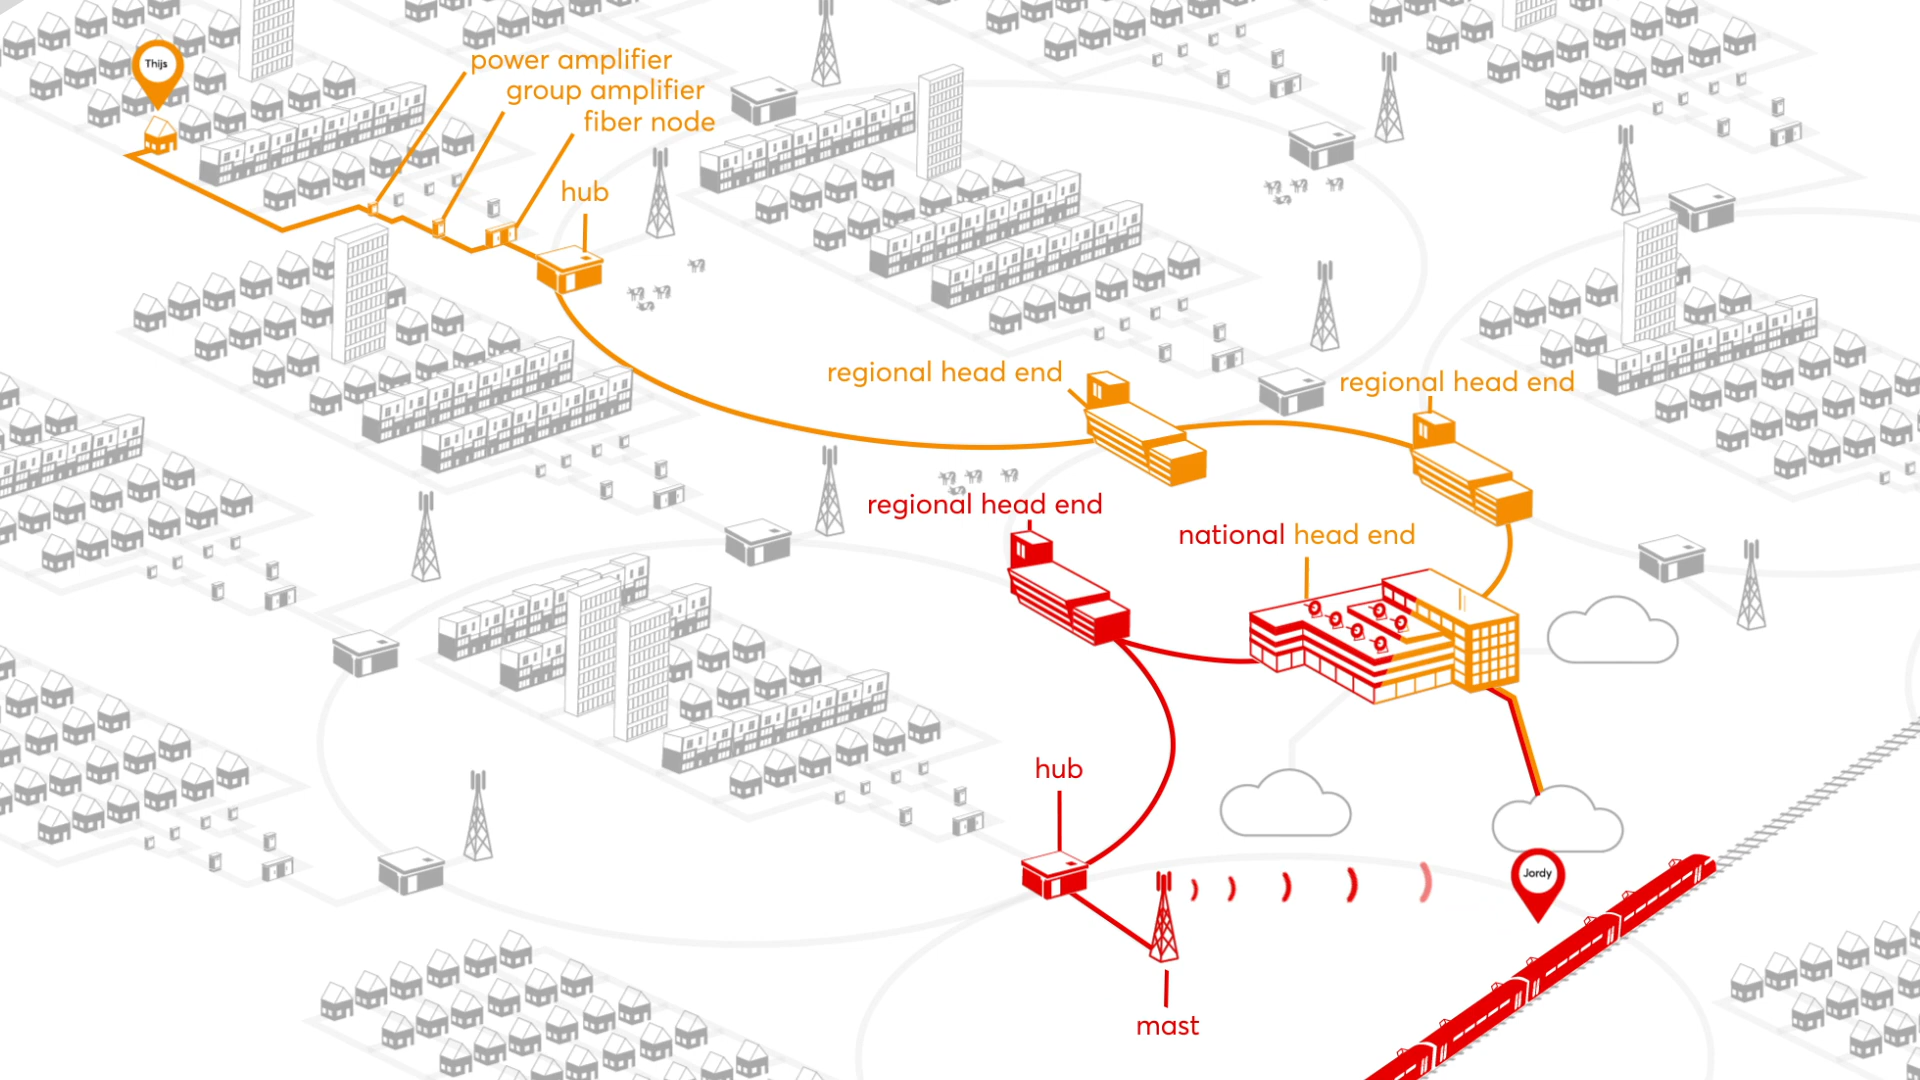 Thijs
power amplifier
group amplifier
fiber node
hub
regional head end
regional head end
regional head end
national head end
hub
Jordy
mast